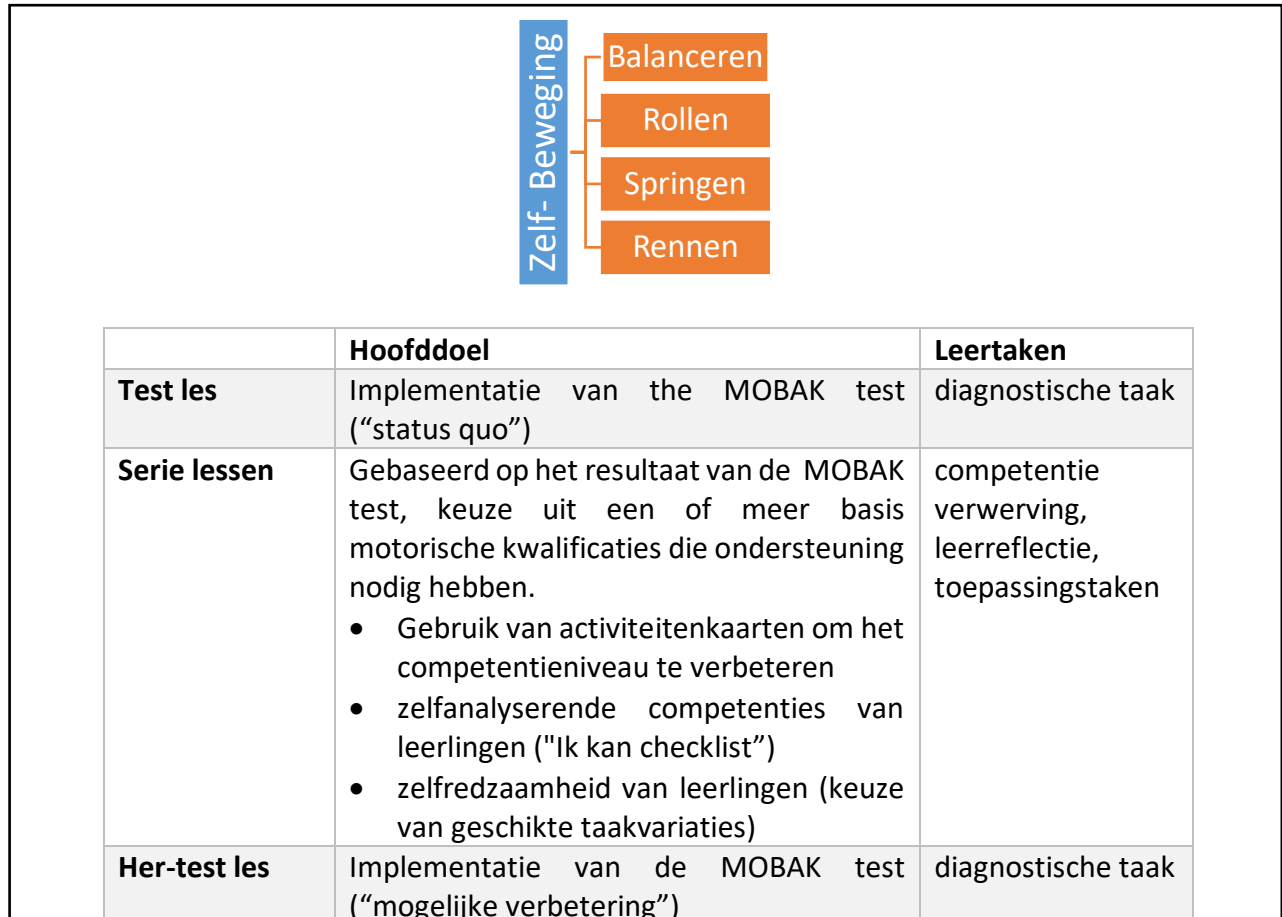 Zelf- Beweging
Balanceren
Rollen
Springen
Rennen
Hoofddoel
Leertaken
Test les
Implementatie van the MOBAK test
(“status quo”)
diagnostische taak
Serie lessen
Gebaseerd op het resultaat van de MOBAK
test, keuze uit een of meer basis
motorische kwalificaties die ondersteuning
nodig hebben.
• Gebruik van activiteitenkaarten om het
competentieniveau te verbeteren
• zelfanalyserende competenties van
leerlingen ("Ik kan checklist”)
• zelfredzaamheid van leerlingen (keuze
van geschikte taakvariaties)
competentie
verwerving,
leerreflectie,
toepassingstaken
Her-test les
Implementatie van de MOBAK test
(“mogelijke verbetering”)
diagnostische taak